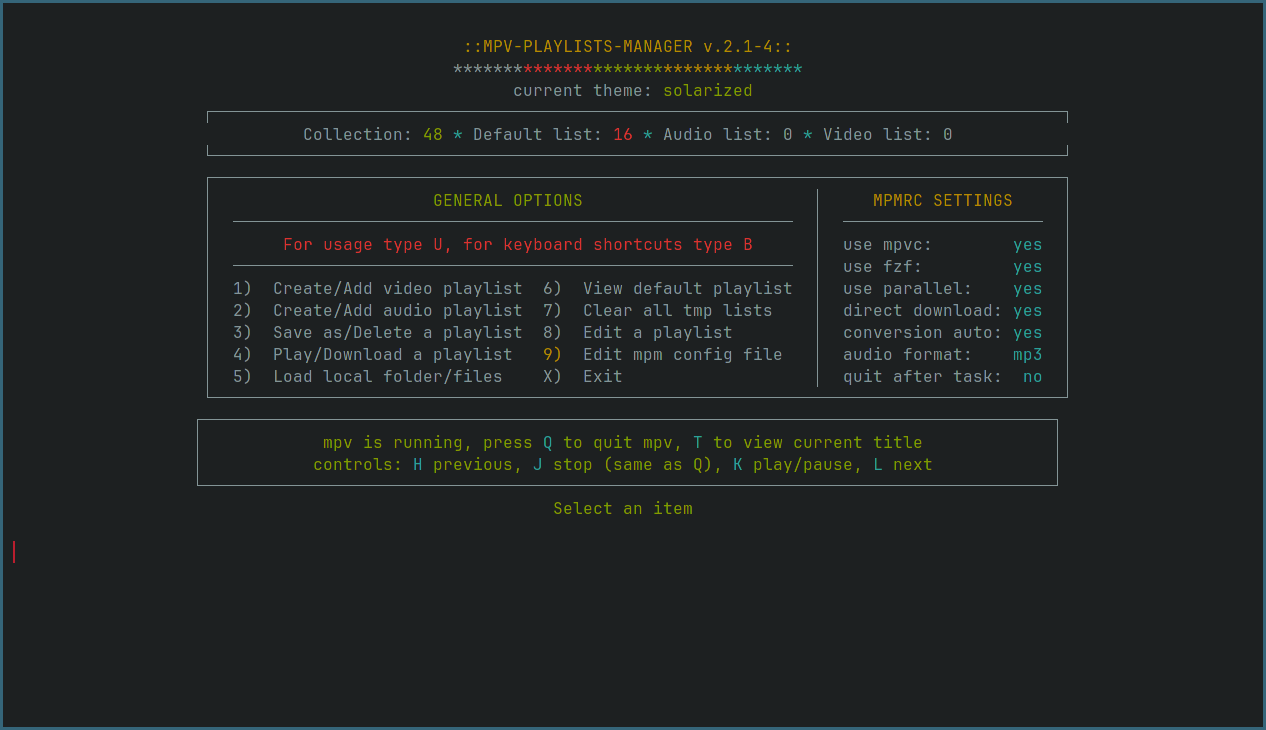 ::MPV-PLAYLISTS-MANAGER v.2.1-4::
***********************************
current theme: solarized
Collection: 48 * Default list: 16 * Audio list: 0 * Video list: 0
GENERAL OPTIONS
For usage type U, for keyboard shortcuts type B
1) Create/Add video playlist 6) View default playlist
2) Create/Add audio playlist 7) Clear all tmp lists
3) Save as/Delete a playlist 8) Edit a playlist
4) Play/Download a playlist 9) Edit mpm config file
5) Load local folder/files X) Exit
MPMRC SETTINGS
use mpvc: yes
use fzf: yes
use parallel: yes
direct download: yes
conversion auto: yes
audio format: mp3
quit after task: no
mpv is running, press Q to quit mpv, T to view current title
controls: H previous, J stop (same as Q), K play/pause, L next
Select an item